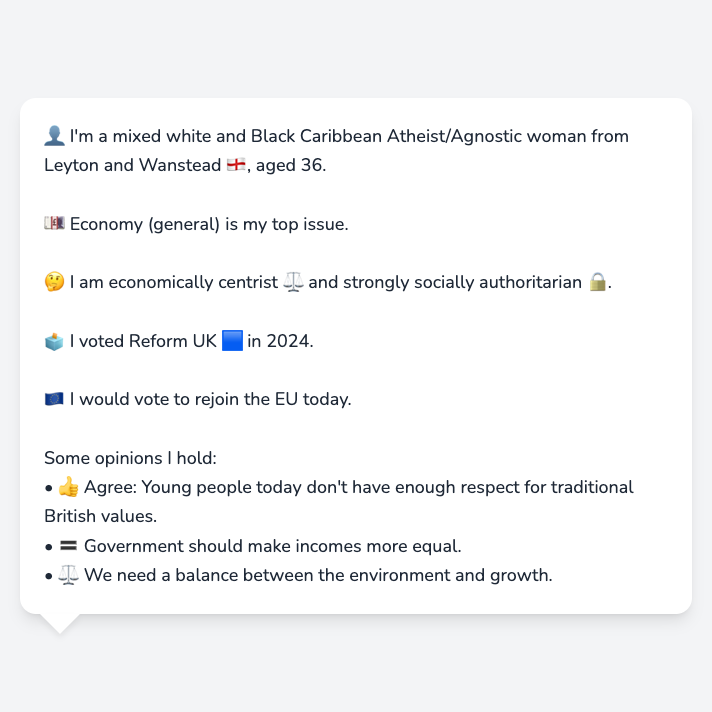 👤 I'm a mixed white and Black Caribbean Atheist/Agnostic woman from
Leyton and Wanstead 🏴󠁧󠁢󠁥󠁮󠁧󠁿, aged 36.
💷 Economy (general) is my top issue.
🤔 I am economically centrist ⚖️ and strongly socially authoritarian 🔒.
🗳️ I voted Reform UK 🟦 in 2024.
🇪🇺 I would vote to rejoin the EU today.
Some opinions I hold:
• 👍 Agree: Young people today don't have enough respect for traditional
British values.
• 🟰 Government should make incomes more equal.
• ⚖️ We need a balance between the environment and growth.